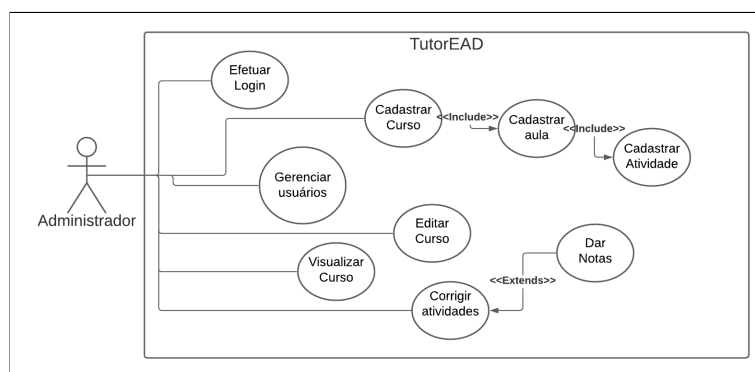 TutorEAD
Efetuar
Login
Cadastrar
Curso
<<Include>>
Cadastrar
aula
<<Include>>
Cadastrar
Atividade
Gerenciar
usuários
Administrador
Editar
Curso
Dar
Notas
Visualizar
Curso
<<Extends>>
Corrigir
atividades